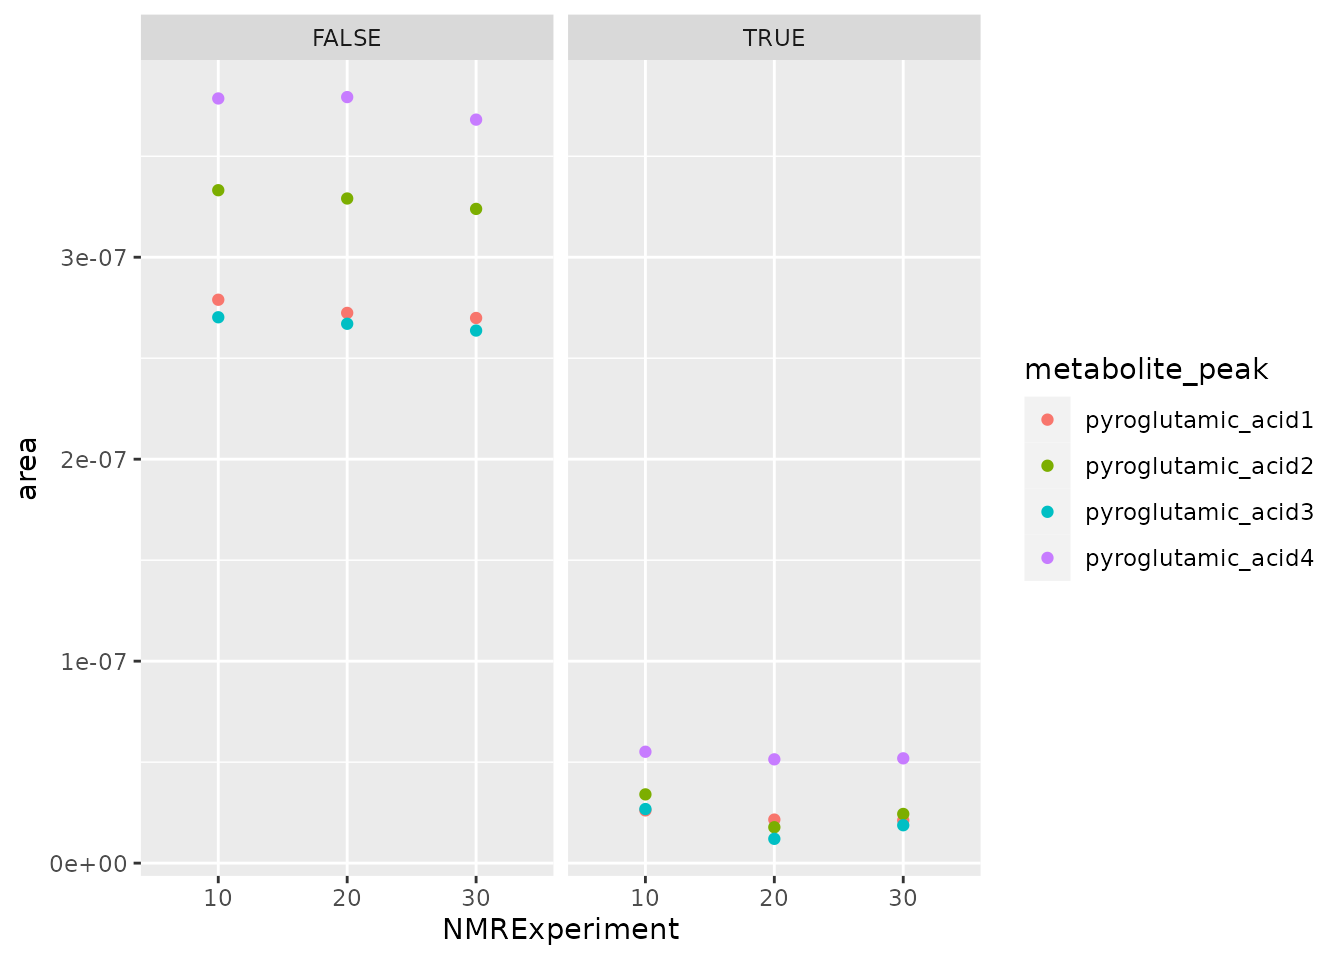 FALSE
TRUE
3e-07
2e-07
1e-07
0e+00
area
10 20 30
10 20 30
NMRExperiment
metabolite_peak
pyroglutamic_acid1
pyroglutamic_acid2
pyroglutamic_acid3
pyroglutamic_acid4